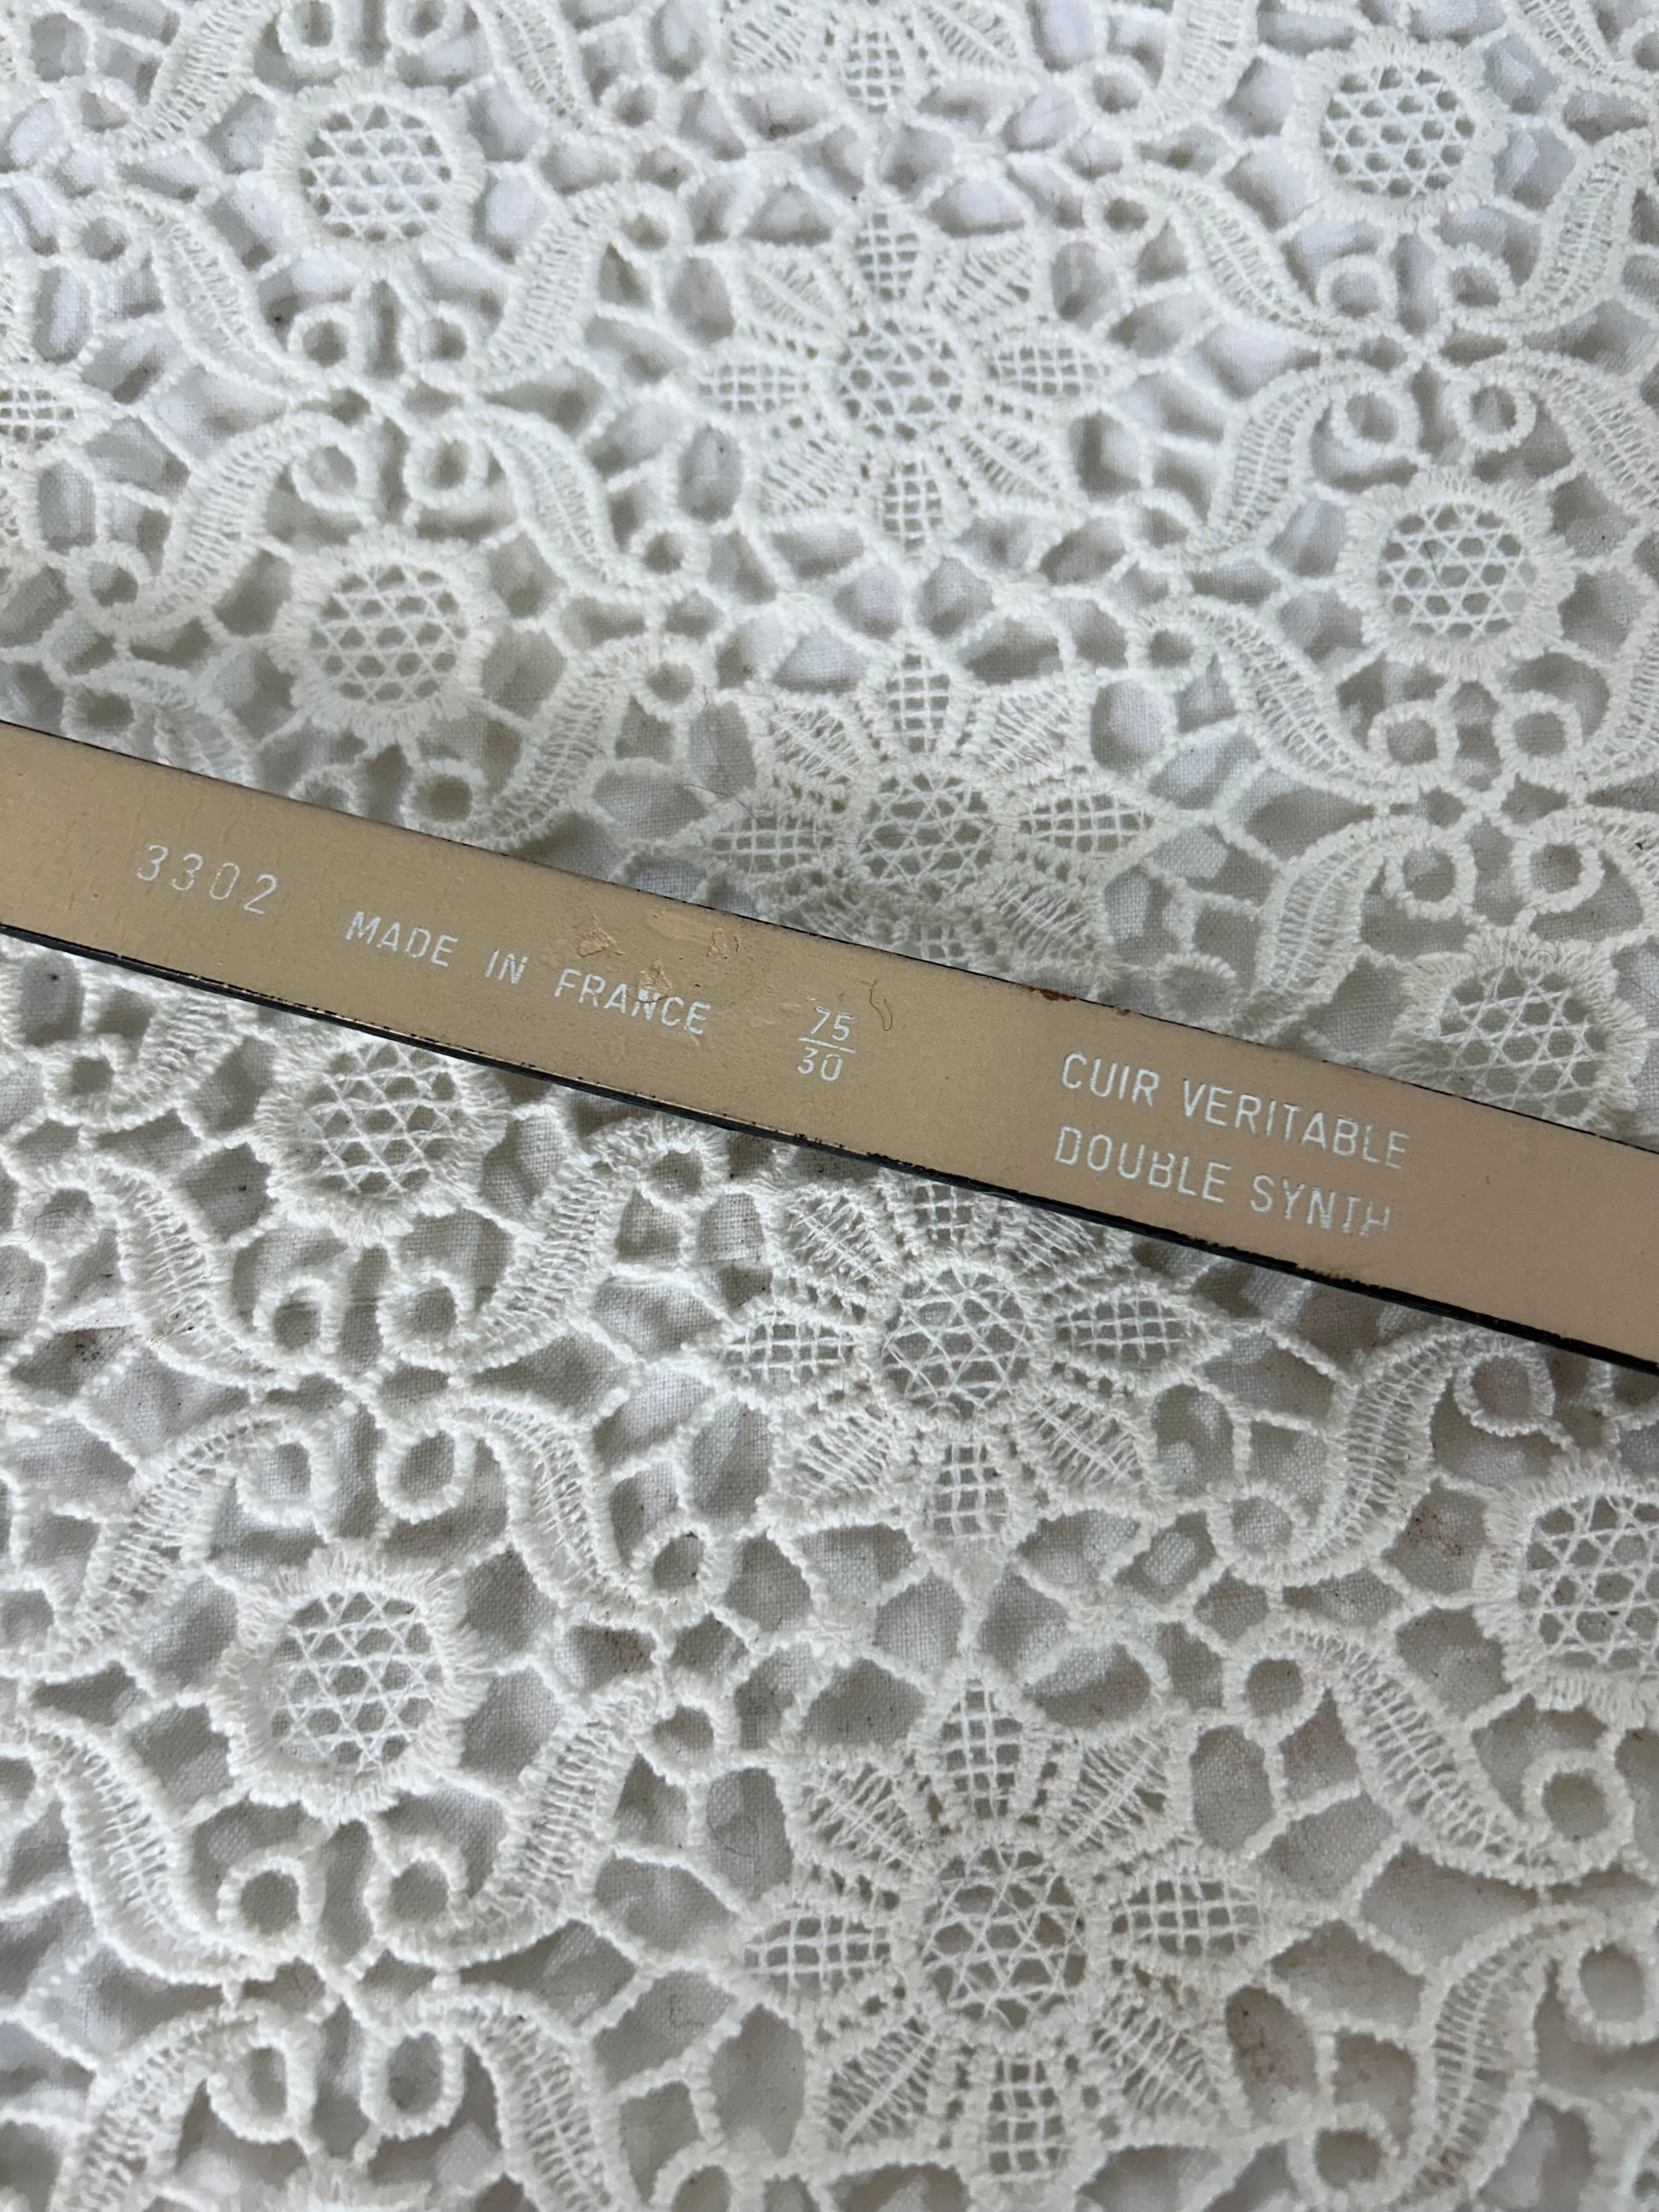 3302 MADE IN FRANCE 75/30
CUIR VERITABLE
DOUBLE SYNTH